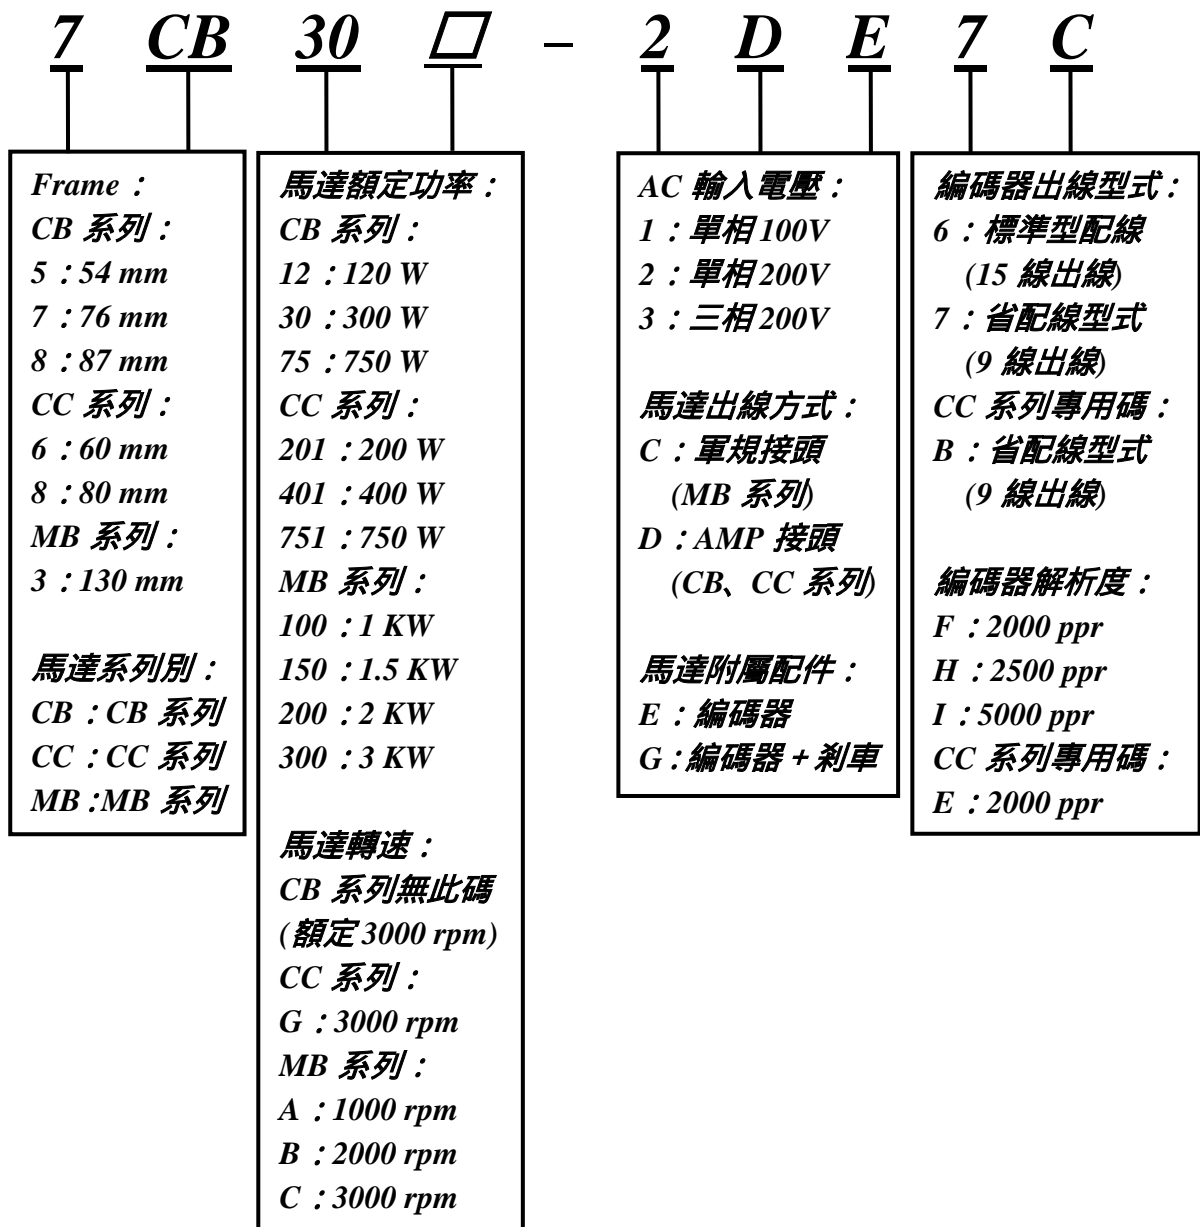 7 CB 30 □ – 2 D E 7 C
Frame：
CB 系列：
5：54 mm
7：76 mm
8：87 mm
CC 系列：
6：60 mm
8：80 mm
MB 系列：
3：130 mm
馬達系列別：
CB：CB 系列
CC：CC 系列
MB：MB 系列
馬達額定功率：
CB 系列：
12：120 W
30：300 W
75：750 W
CC 系列：
201：200 W
401：400 W
751：750 W
MB 系列：
100：1 KW
150：1.5 KW
200：2 KW
300：3 KW
馬達轉速：
CB 系列無此碼
(額定 3000 rpm)
CC 系列：
G：3000 rpm
MB 系列：
A：1000 rpm
B：2000 rpm
C：3000 rpm
AC 輸入電壓：
1：單相 100V
2：單相 200V
3：三相 200V
馬達出線方式：
C：軍規接頭
(MB 系列)
D：AMP 接頭
(CB、CC 系列)
馬達附屬配件：
E：編碼器
G：編碼器 + 剎車
編碼器出線型式：
6：標準型配線
(15 線出線)
7：省配線型式
(9 線出線)
CC 系列專用碼：
B：省配線型式
(9 線出線)
編碼器解析度：
F：2000 ppr
H：2500 ppr
I：5000 ppr
CC 系列專用碼：
E：2000 ppr